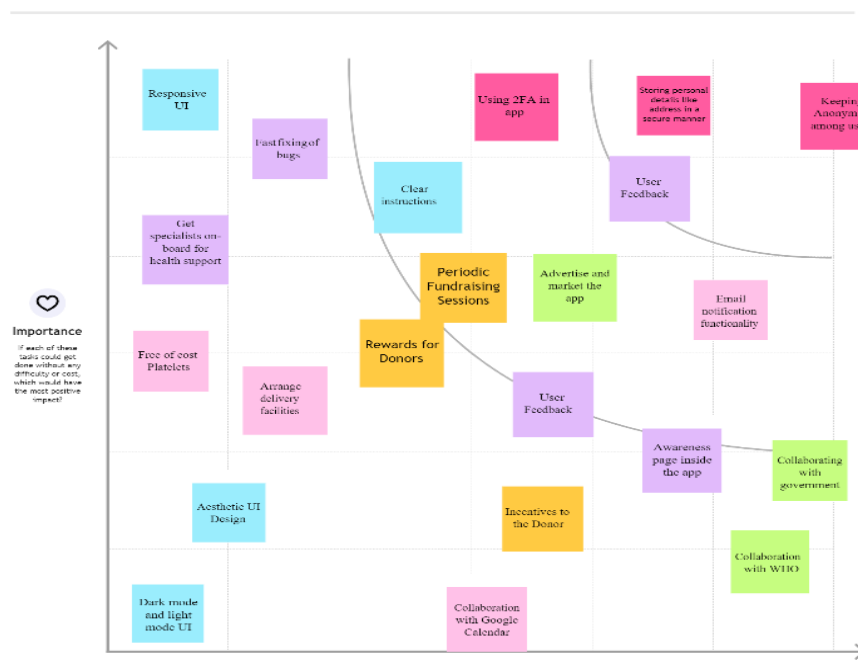 Responsive
UI
Fast fixing of
bugs
Using 2FA in
app
Storing personal
details like
address in a
secure manner
Keepin
Anonym
among us
Clear
instructions
User
Feedback
Get
specialists on-
board for
health support
Periodic
Fundraising
Sessions
Advertise and
market the
app
Email
notification
functionality
Importance
If each of these
tasks could get
done without any
difficulty or cost,
which would have
the most positive
impact?
Free of cost
Platelets
Rewards for
Donors
Arrange
delivery
facilities
User
Feedback
Awareness
page inside
the app
Collaborating
with
government
Aesthetic UI
Design
Incentives to
the Donor
Collaboration
with WHO
Dark mode
and light
mode UI
Collaboration
with Google
Calendar